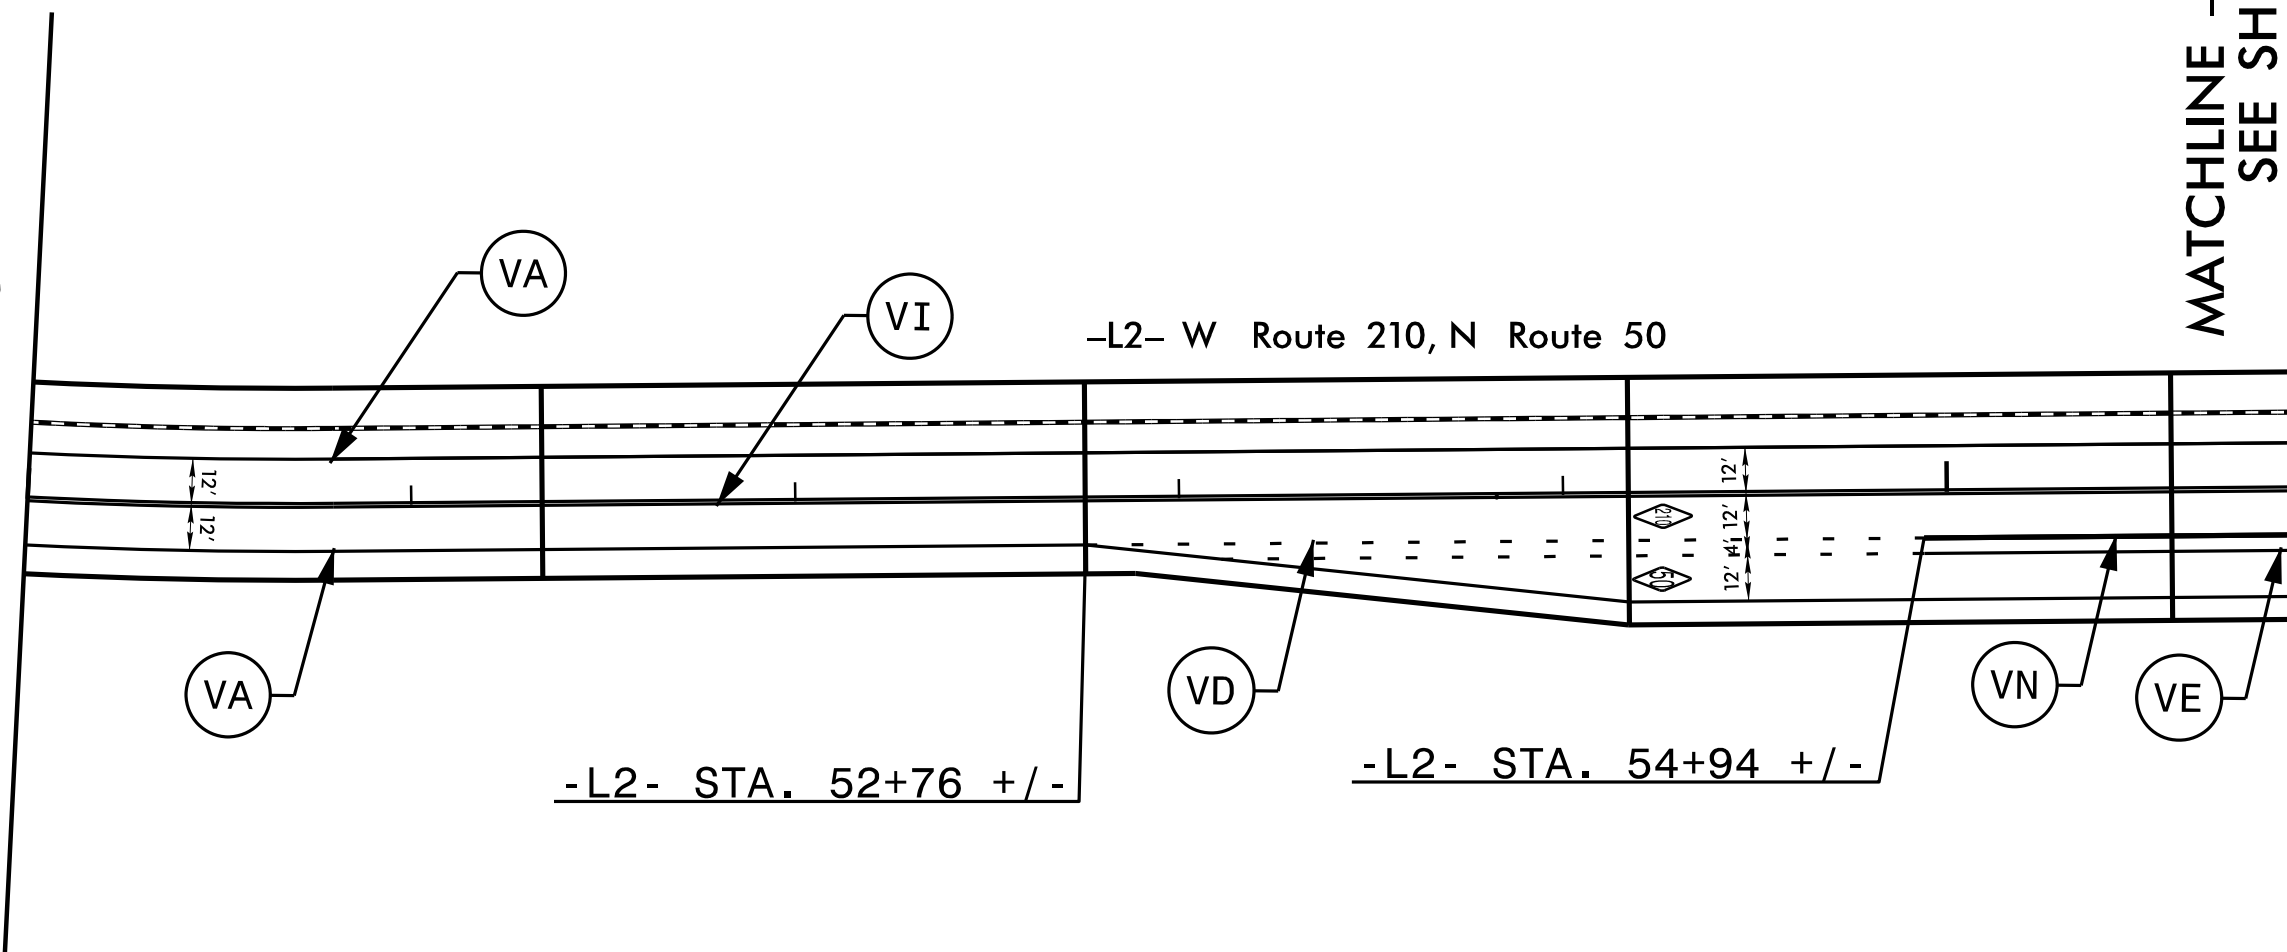 MATCHLINE -
SEE SH
VA
VI
–L2– W Route 210, N Route 50
12'
12'
12'
12'
4'
12'
210
50
VA
VD
VN
VE
-L2- STA. 52+76 +/-
-L2- STA. 54+94 +/-